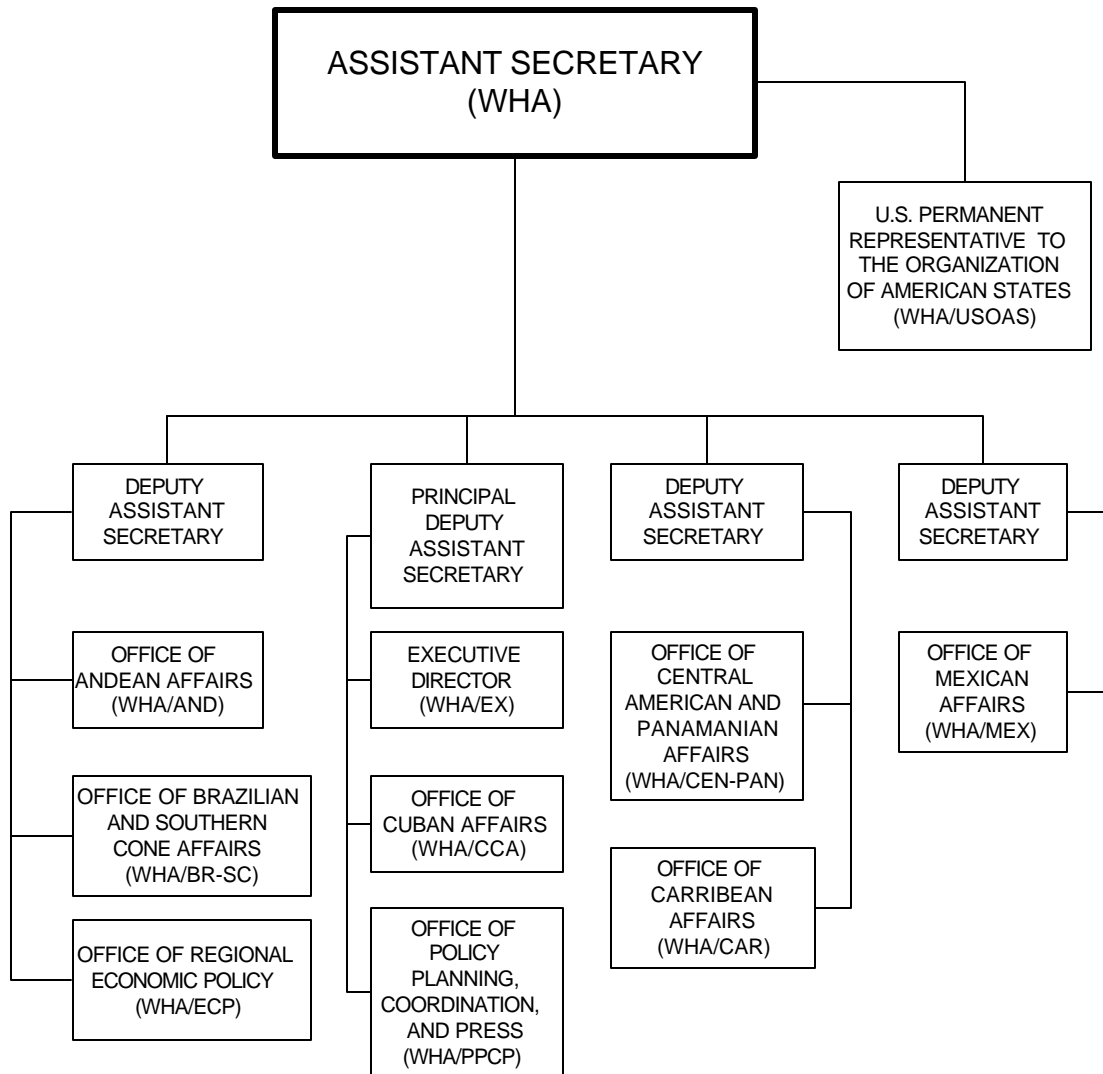 ASSISTANT SECRETARY
(WHA)
U.S. PERMANENT
REPRESENTATIVE TO
THE ORGANIZATION
OF AMERICAN STATES
(WHA/USOAS)
DEPUTY
ASSISTANT
SECRETARY
OFFICE OF
ANDEAN AFFAIRS
(WHA/AND)
OFFICE OF BRAZILIAN
AND SOUTHERN
CONE AFFAIRS
(WHA/BR-SC)
OFFICE OF REGIONAL
ECONOMIC POLICY
(WHA/ECP)
PRINCIPAL
DEPUTY
ASSISTANT
SECRETARY
EXECUTIVE
DIRECTOR
(WHA/EX)
OFFICE OF
CUBAN AFFAIRS
(WHA/CCA)
OFFICE OF
POLICY
PLANNING,
COORDINATION,
AND PRESS
(WHA/PPCP)
DEPUTY
ASSISTANT
SECRETARY
OFFICE OF
CENTRAL
AMERICAN AND
PANAMANIAN
AFFAIRS
(WHA/CEN-PAN)
OFFICE OF
CARRIBEAN
AFFAIRS
(WHA/CAR)
DEPUTY
ASSISTANT
SECRETARY
OFFICE OF
MEXICAN
AFFAIRS
(WHA/MEX)